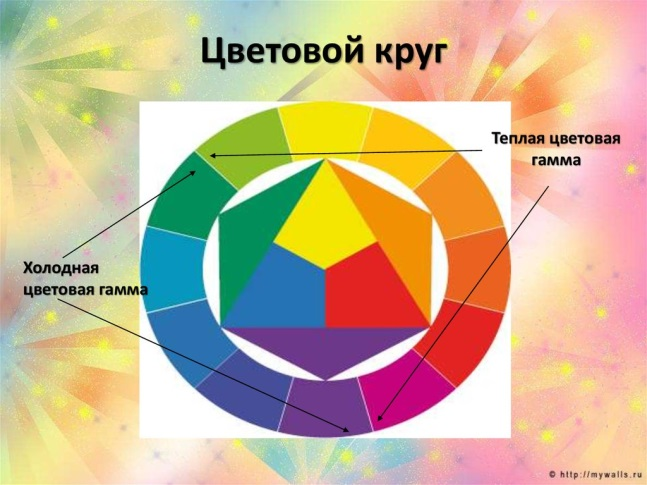 Цветовой круг
Теплая цветовая
гамма
Холодная
цветовая гамма
© http://mywalls.ru